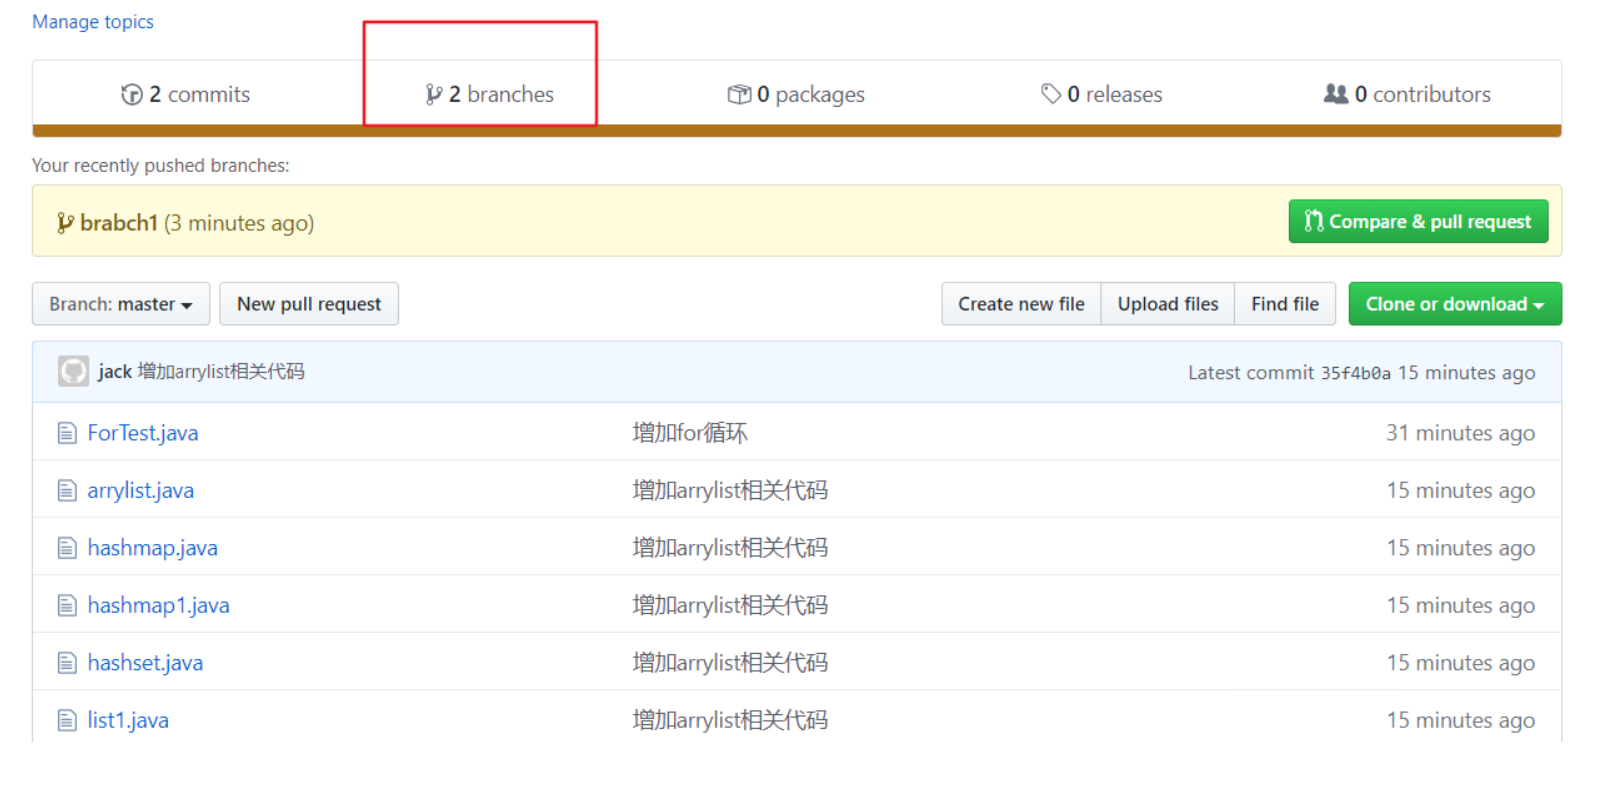 Manage topics
2 commits 2 branches 0 packages 0 releases 0 contributors
Your recently pushed branches:
brabch1 (3 minutes ago) Compare & pull request
Branch: master New pull request Create new file Upload files Find file Clone or download
jack 增加arrylist相关代码 Latest commit 35f4b0a 15 minutes ago
ForTest.java 增加for循环 31 minutes ago
arrylist.java 增加arrylist相关代码 15 minutes ago
hashmap.java 增加arrylist相关代码 15 minutes ago
hashmap1.java 增加arrylist相关代码 15 minutes ago
hashset.java 增加arrylist相关代码 15 minutes ago
list1.java 增加arrylist相关代码 15 minutes ago